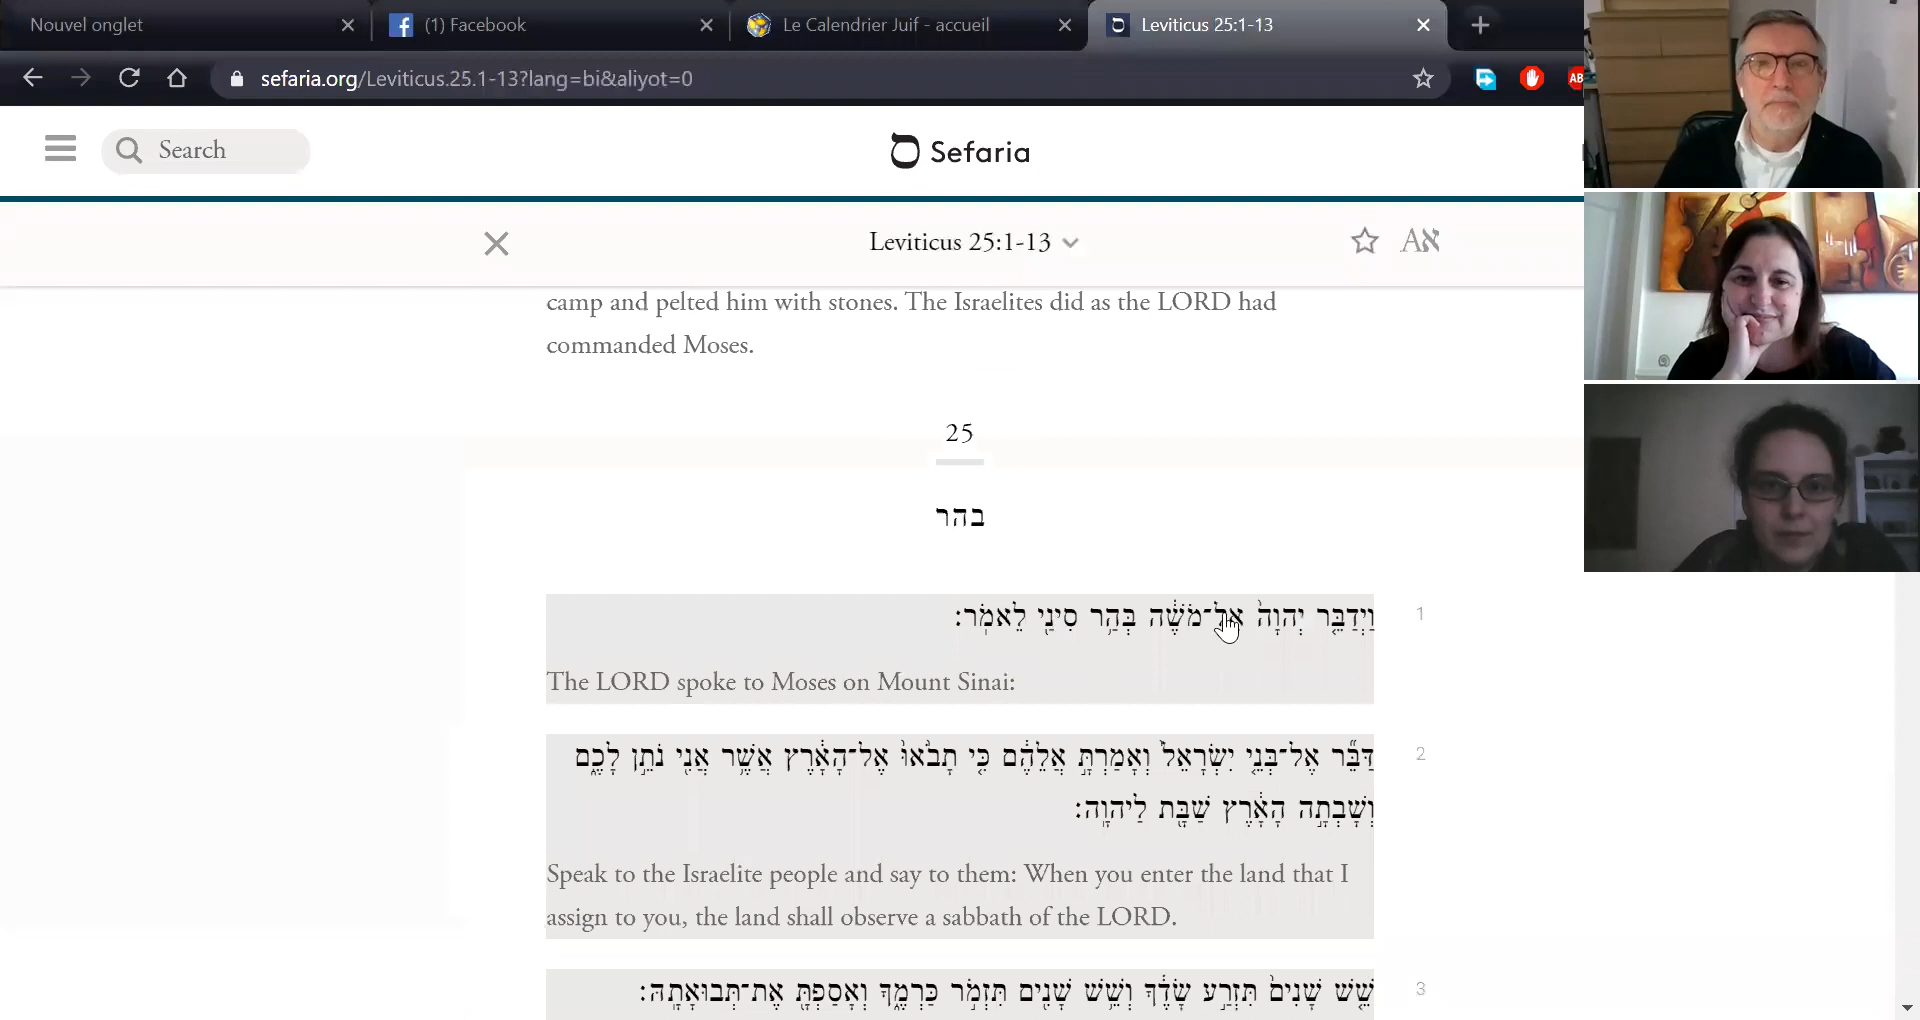 Nouvel onglet
(1) Facebook
Le Calendrier Juif - accueil
Leviticus 25:1-13
sefaria.org/Leviticus.25.1-13?lang=bi&aliyot=0
Search
Sefaria
Leviticus 25:1-13
camp and pelted him with stones. The Israelites did as the LORD had
commanded Moses.
25
בהר
1
וַיְדַבֵּ֤ר יְהוָה֙ אֶל־מֹשֶׁ֔ה בְּהַ֥ר סִינַ֖י לֵאמֹֽר׃
The LORD spoke to Moses on Mount Sinai:
2
דַּבֵּ֞ר אֶל־בְּנֵ֤י יִשְׂרָאֵל֙ וְאָמַרְתָּ֣ אֲלֵהֶ֔ם כִּ֤י תָבֹ֙אוּ֙ אֶל־הָאָ֔רֶץ אֲשֶׁ֥ר אֲנִ֖י נֹתֵ֣ן לָכֶ֑ם
וְשָׁבְתָ֣ה הָאָ֔רֶץ שַׁבָּ֖ת לַיהוָֽה׃
Speak to the Israelite people and say to them: When you enter the land that I
assign to you, the land shall observe a sabbath of the LORD.
3
שֵׁ֤שׁ שָׁנִים֙ תִּזְרַ֣ע שָׂדֶ֔ךָ וְשֵׁ֥שׁ שָׁנִ֖ים תִּזְמֹ֣ר כַּרְמֶ֑ךָ וְאָסַפְתָּ֖ אֶת־תְּבוּאָתָֽהּ׃